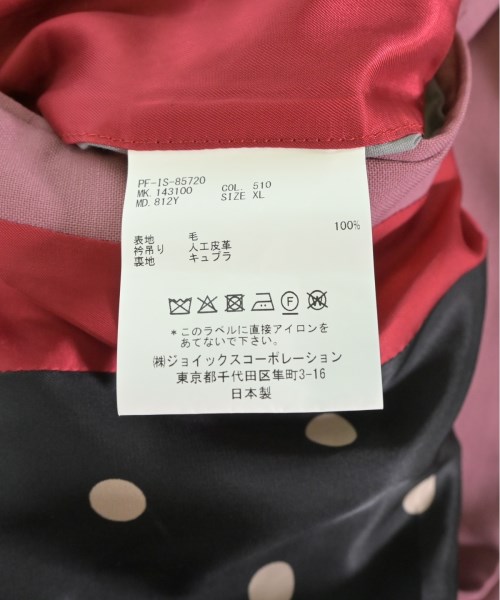 PF-IS-85720
MK. 143100 COL. 510
MD. 812Y SIZE XL
表地 毛 100%
衿吊り 人工皮革
裏地 キュプラ
F W
*このラベルに直接アイロンを
あてないで下さい。
㈱ジョイックスコーポレーション
東京都千代田区隼町3-16
日本製